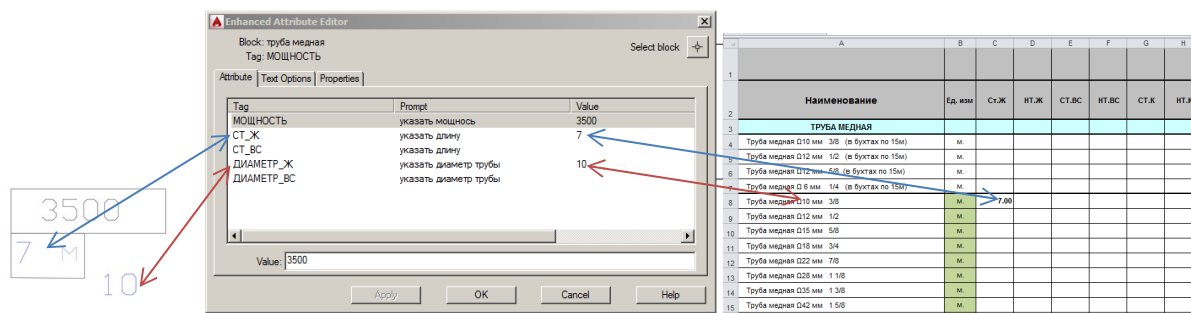 3500
7 М
10
Enhanced Attribute Editor
Block: труба медная
Tag: МОЩНОСТЬ
Select block
Attribute Text Options Properties
Tag Prompt Value
МОЩНОСТЬ указать мощнось 3500
СТ_Ж указать длину 7
СТ_ВС указать длину
ДИАМЕТР_Ж указать диаметр трубы 10
ДИАМЕТР_ВС указать диаметр трубы
Value: 3500
Apply OK Cancel Help
A B C D E F G H
1
2 Наименование Ед. изм Ст.Ж НТ.Ж СТ.ВС НТ.ВС СТ.К НТ.К
3 ТРУБА МЕДНАЯ
4 Труба медная Ω10 мм 3/8 (в бухтах по 15м) м.
5 Труба медная Ω12 мм 1/2 (в бухтах по 15м) м.
6 Труба медная Ω12 мм 5/8 (в бухтах по 15м) м.
7 Труба медная Ω 6 мм 1/4 (в бухтах по 15м) м.
8 Труба медная Ω10 мм 3/8 м. 7.00
9 Труба медная Ω12 мм 1/2 м.
10 Труба медная Ω15 мм 5/8 м.
11 Труба медная Ω18 мм 3/4 м.
12 Труба медная Ω22 мм 7/8 м.
13 Труба медная Ω28 мм 1 1/8 м.
14 Труба медная Ω35 мм 1 3/8 м.
15 Труба медная Ω42 мм 1 5/8 м.